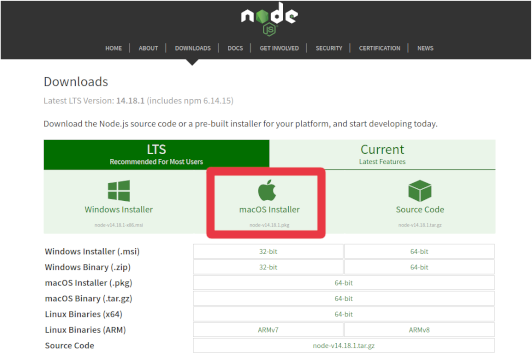 node
JS
HOME | ABOUT | DOWNLOADS | DOCS | GET INVOLVED | SECURITY | CERTIFICATION | NEWS
Downloads
Latest LTS Version: 14.18.1 (includes npm 6.14.15)
Download the Node.js source code or a pre-built installer for your platform, and start developing today.
LTS
Recommended For Most Users
Current
Latest Features
Windows Installer
node-v14.18.1-x86.msi
macOS Installer
node-v14.18.1.pkg
Source Code
node-v14.18.1.tar.gz
Windows Installer (.msi) 32-bit 64-bit
Windows Binary (.zip) 32-bit 64-bit
macOS Installer (.pkg) 64-bit
macOS Binary (.tar.gz) 64-bit
Linux Binaries (x64) 64-bit
Linux Binaries (ARM) ARMv7 ARMv8
Source Code node-v14.18.1.tar.gz